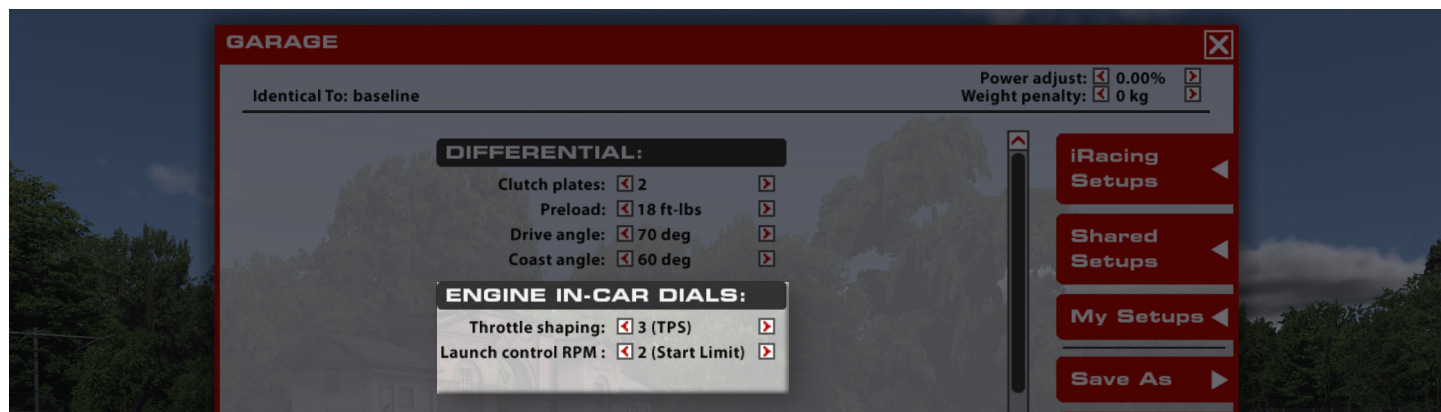 GARAGE
Power adjust: 0.00%
Identical To: baseline
Weight penalty: 0 kg
DIFFERENTIAL:
Clutch plates: 2
Preload: 18 ft-lbs
Drive angle: 70 deg
Coast angle: 60 deg
ENGINE IN-CAR DIALS:
Throttle shaping: 3 (TPS)
Launch control RPM : 2 (Start Limit)
iRacing
Setups
Shared
Setups
My Setups
Save As